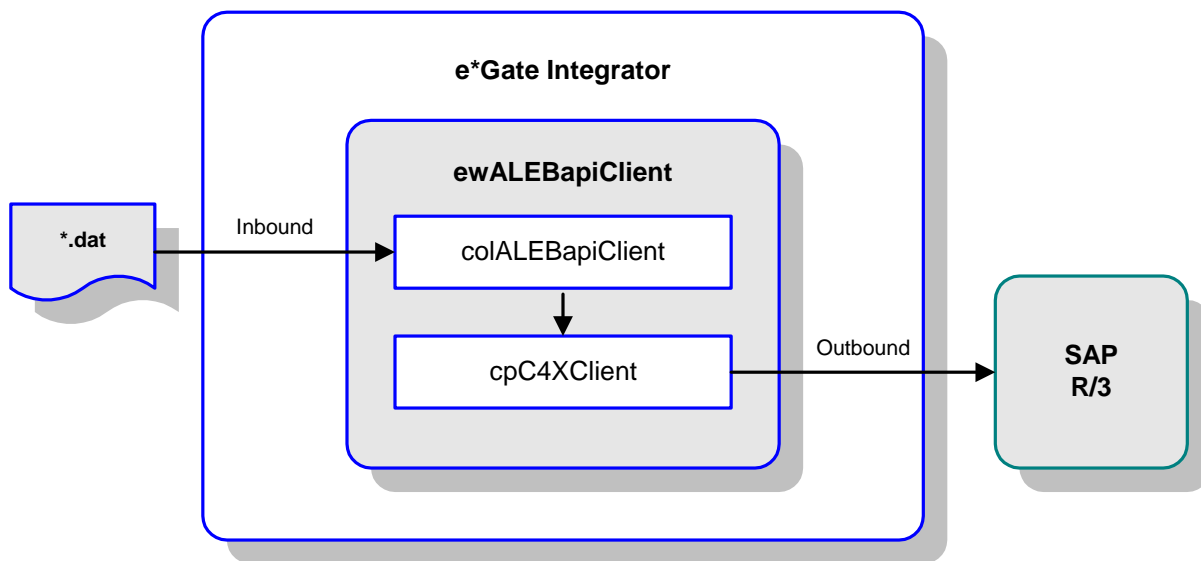 e*Gate Integrator
ewALEBapiClient
*.dat
Inbound
colALEBapiClient
cpC4XClient
Outbound
SAP
R/3